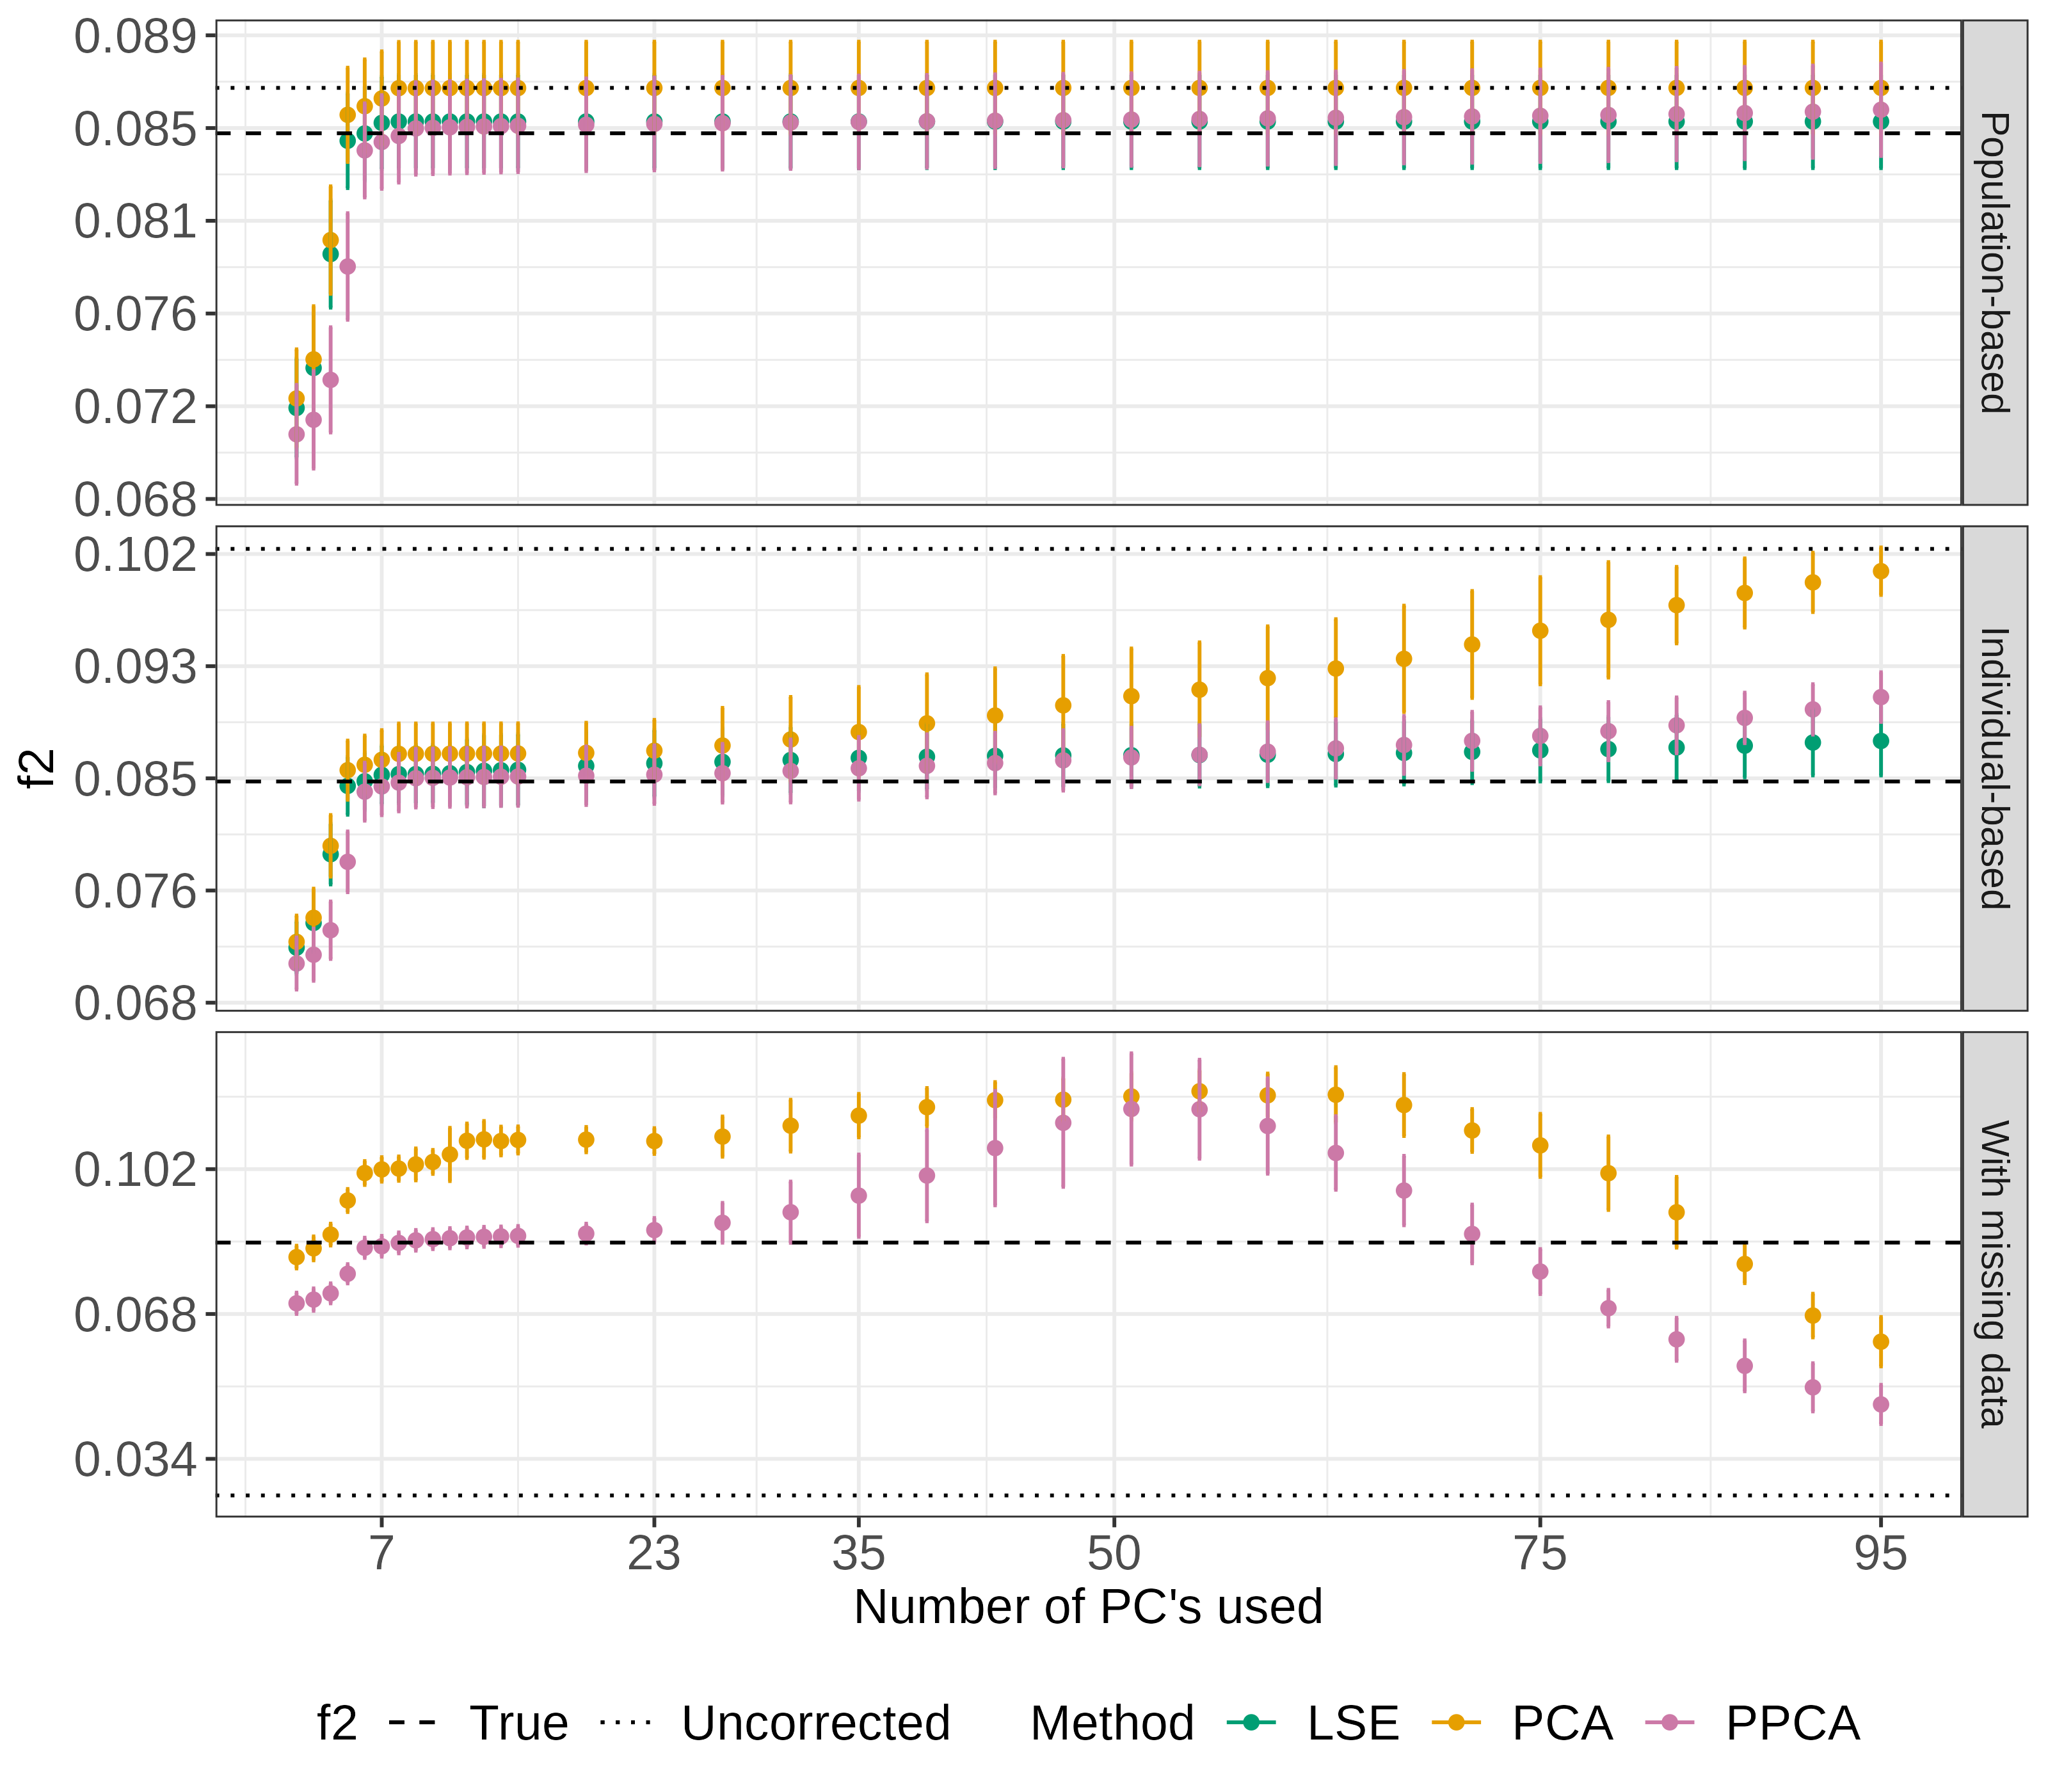 0.089
0.085
0.081
0.076
0.072
0.068
Population-based
0.102
0.093
0.085
0.076
0.068
Individual-based
f2
0.102
0.068
0.034
With missing data
7 23 35 50 75 95
Number of PC's used
f2 True Uncorrected Method LSE PCA PPCA